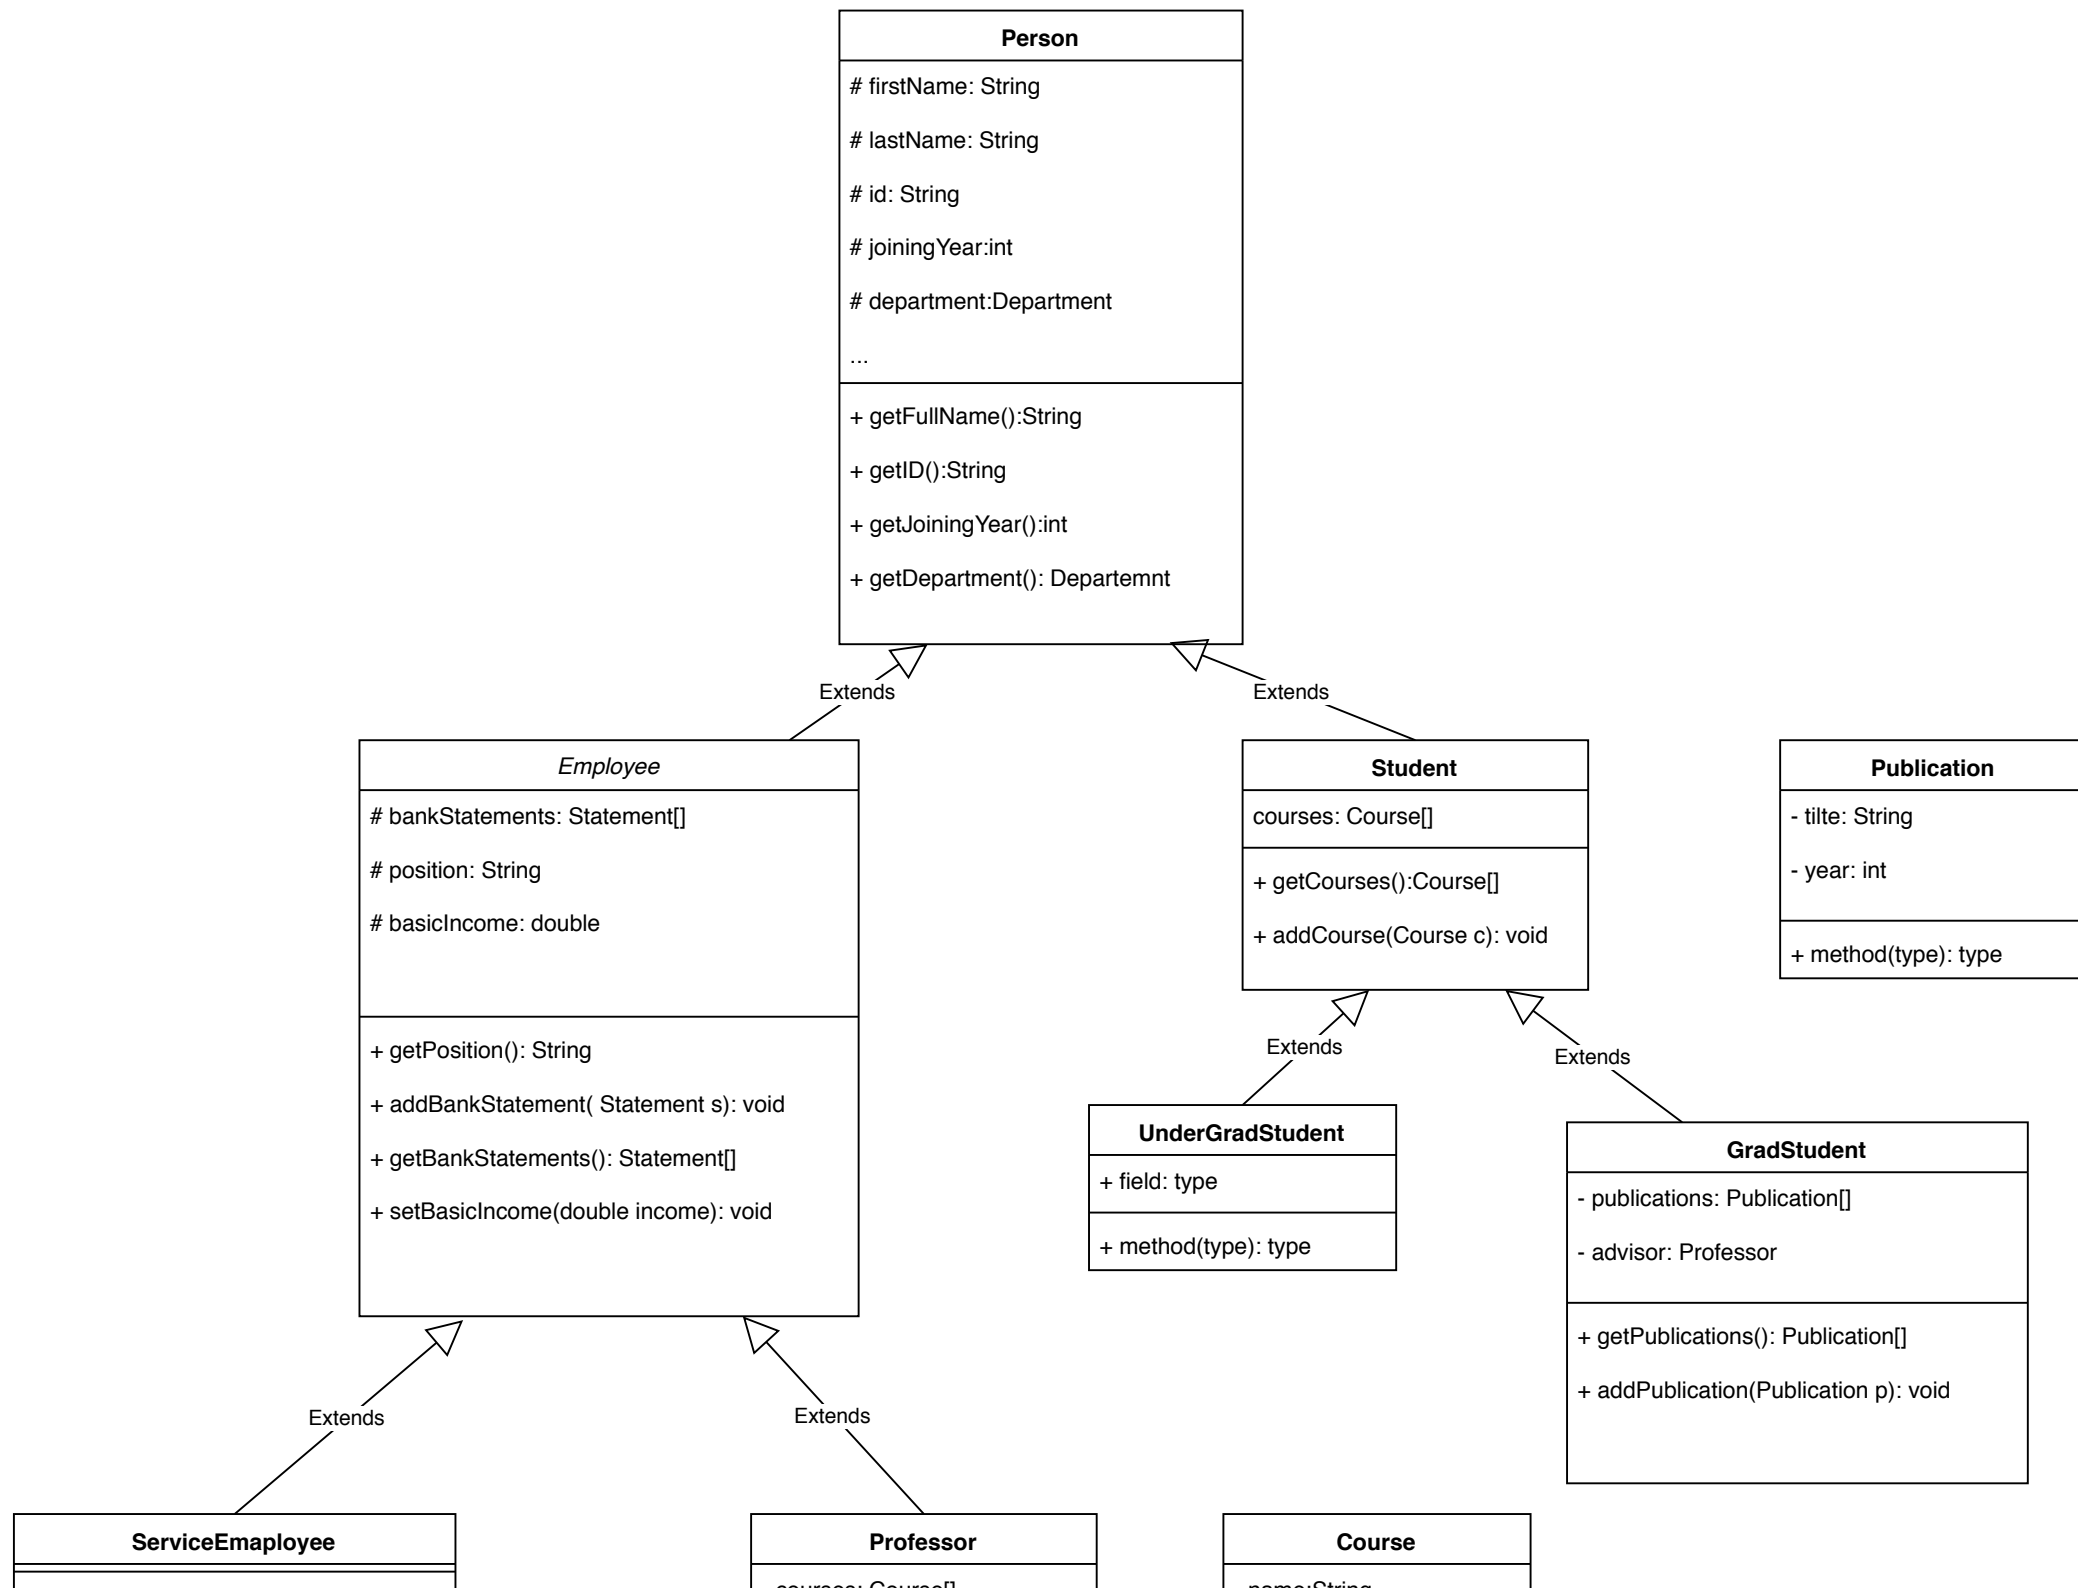 Person
# firstName: String
# lastName: String
# id: String
# joiningYear:int
# department:Department
...
+ getFullName():String
+ getID():String
+ getJoiningYear():int
+ getDepartment(): Departemnt
Extends
Extends
Employee
# bankStatements: Statement[]
# position: String
# basicIncome: double
+ getPosition(): String
+ addBankStatement( Statement s): void
+ getBankStatements(): Statement[]
+ setBasicIncome(double income): void
Student
courses: Course[]
+ getCourses():Course[]
+ addCourse(Course c): void
Publication
- tilte: String
- year: int
+ method(type): type
Extends
Extends
UnderGradStudent
+ field: type
+ method(type): type
GradStudent
- publications: Publication[]
- advisor: Professor
+ getPublications(): Publication[]
+ addPublication(Publication p): void
Extends
Extends
ServiceEmaployee
Professor
courses: Course[]
Course
name:String